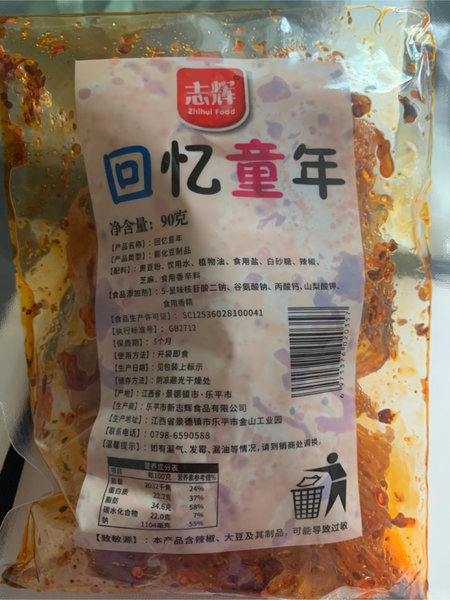 志辉
Zhihui Food
回忆童年
净含量：90克
【产品名称】：回忆童年
【产品类型】：膨化豆制品
【配料】：黄豆粉、饮用水、植物油、食用盐、白砂糖、辣椒、
芝麻、食用香辛料
【食品添加剂】：5-呈味核苷酸二钠、谷氨酸钠、丙酸钙、山梨酸钾、
食用香精
【食品生产许可证】：SC12536028100041
【执行标准号】：GB2712
【保质期】：5个月
【使用方法】：开袋即食
【生产日期】：见包装上标示
【储存方法】：阴凉避光干燥处
【产地】：江西省·景德镇市·乐平市
【生产商】：乐平市新志辉食品有限公司
【生产地址】：江西省景德镇市乐平市金山工业园
【联系电话】：0798-6590588
【温馨提示】：如有漏气、发霉、漏油等情况，请到销商处调换。
营养成分表
项目 每100克 营养素参考值%
能量 2032千焦 24%
蛋白质 22.2克 37%
脂肪 34.6克 58%
碳水化合物 22.0克 7%
钠 1104毫克 55%
【致敏源】：本产品含辣椒、大豆及其制品，可能导致过敏